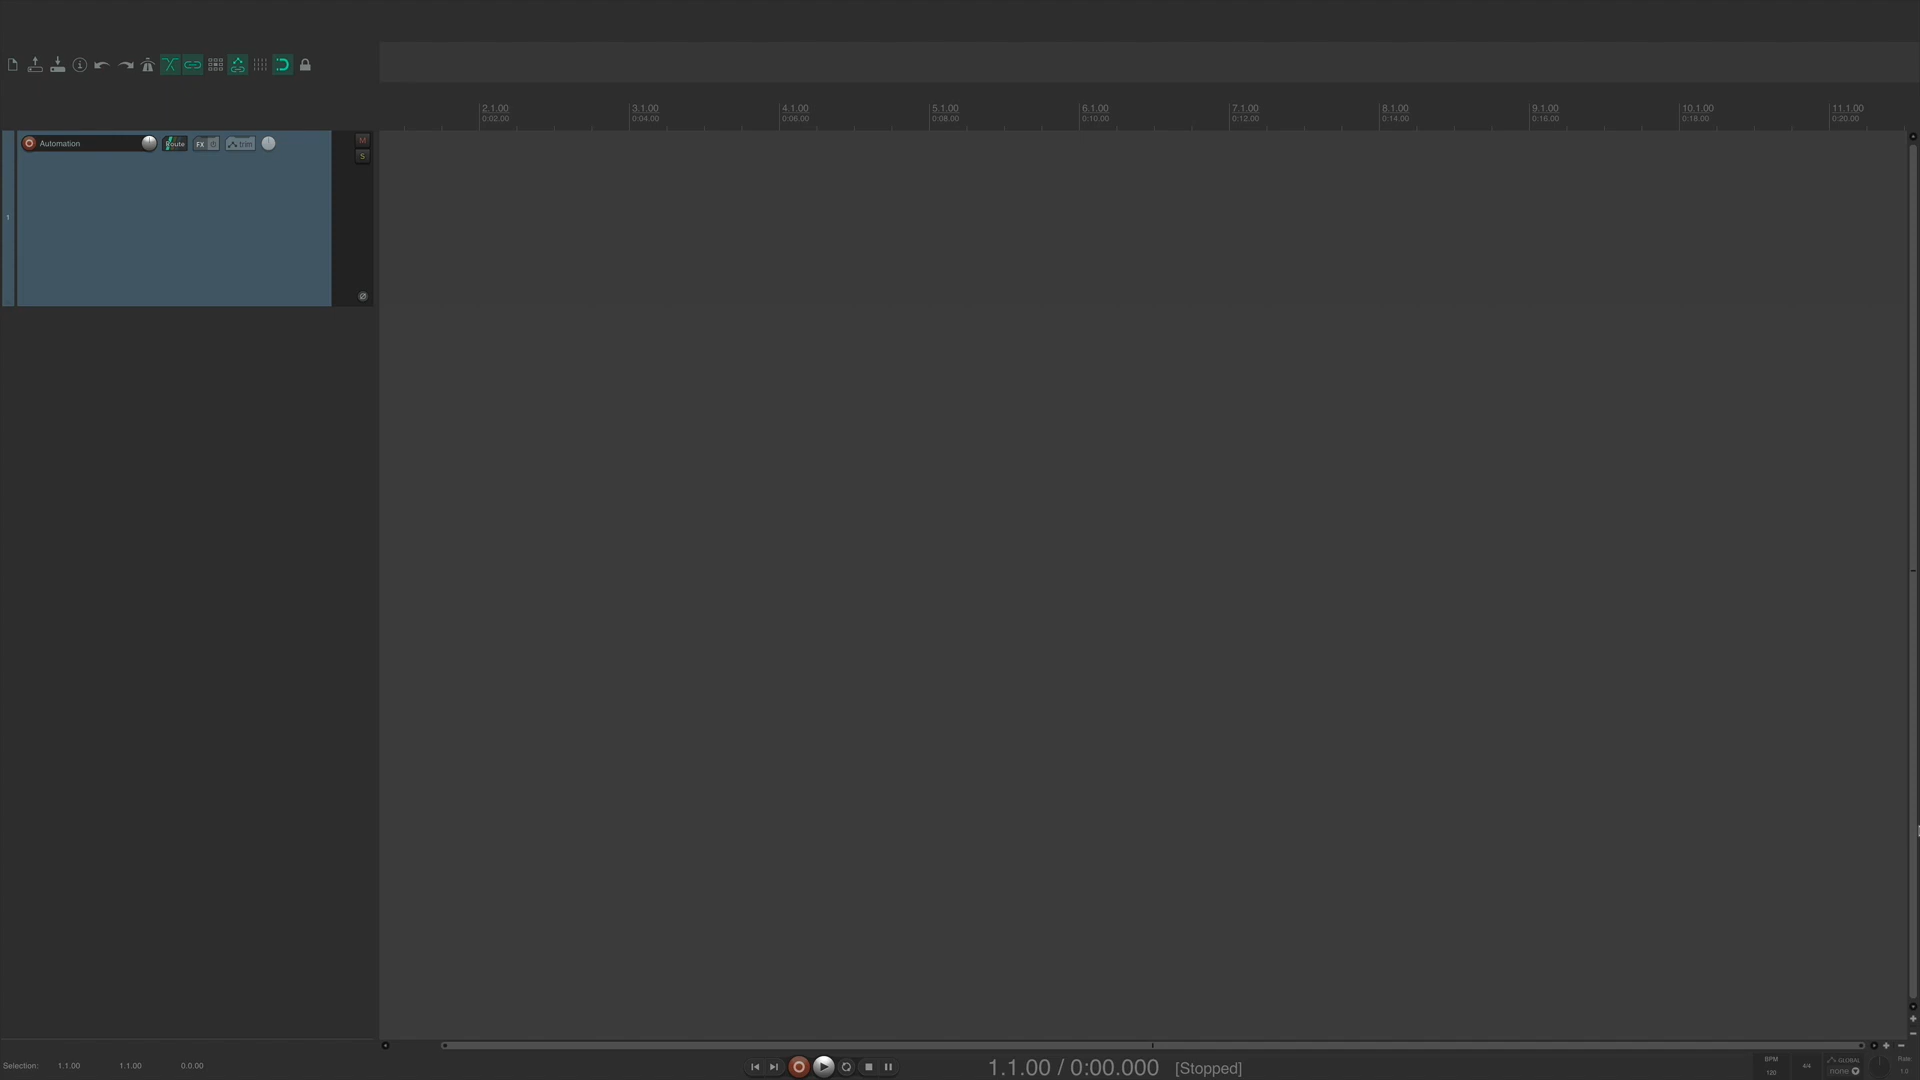 2.1.00 3.1.00 4.1.00 5.1.00 6.1.00 7.1.00 8.1.00 9.1.00 10.1.00 11.1.00
0:02.00 0:04.00 0:06.00 0:08.00 0:10.00 0:12.00 0:14.00 0:16.00 0:18.00 0:20.00
Automation Route FX trim M
S
1
Selection: 1.1.00 1.1.00 0.0.00
1.1.00 / 0:00.000 [Stopped]
BPM
120
4/4
GLOBAL
none
Rate:
1.0